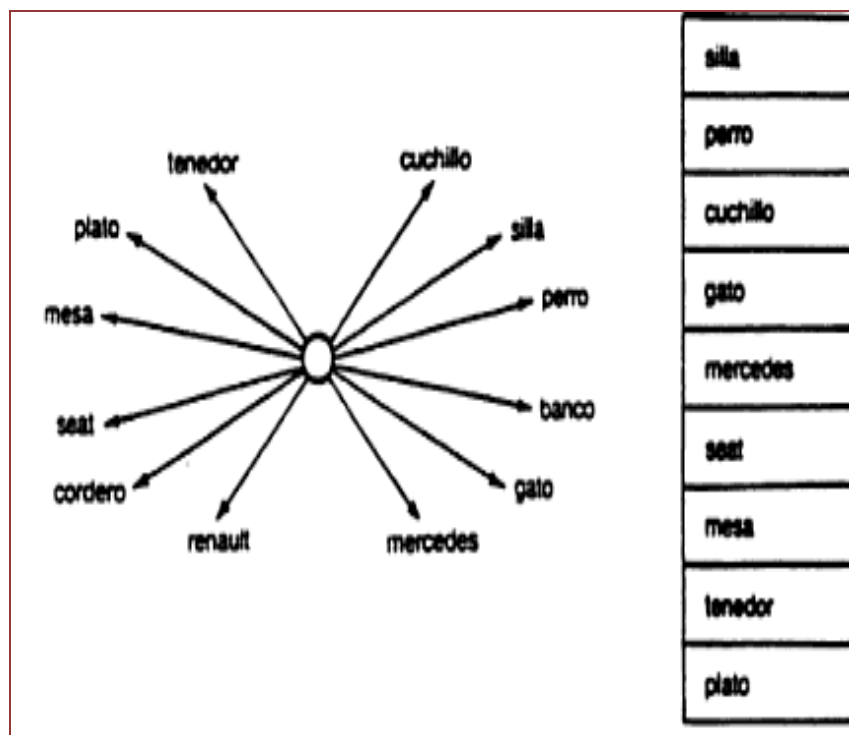 tenedor
cuchillo
plato
silla
mesa
perro
seat
banco
cordero
gato
renault
mercedes
silla
perro
cuchillo
gato
mercedes
seat
mesa
tenedor
plato